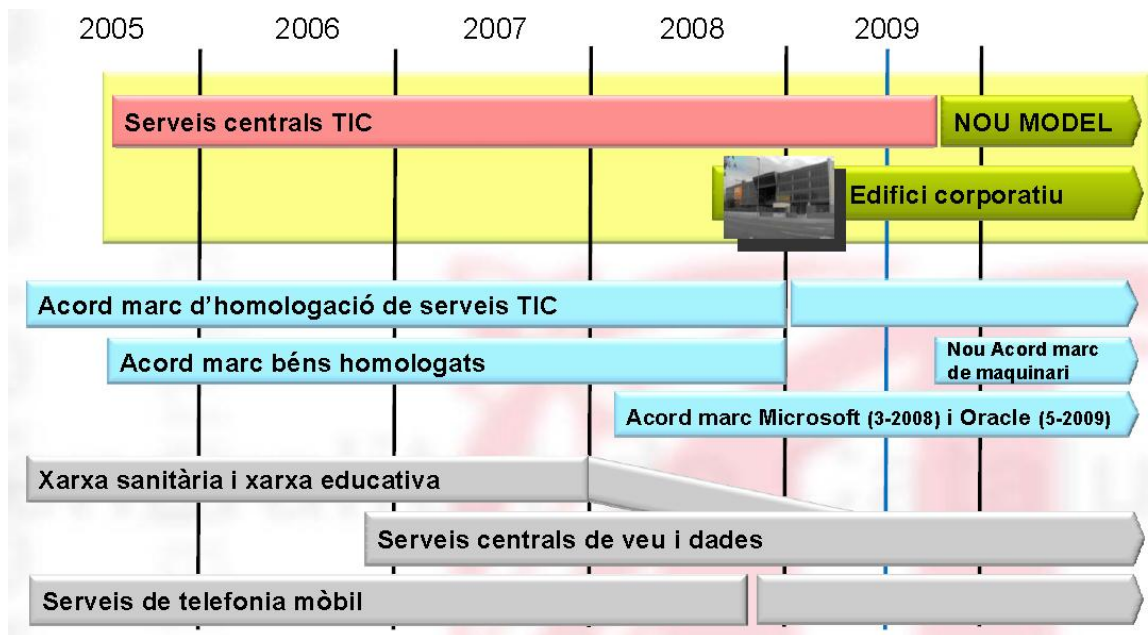 2005 2006 2007 2008 2009
Serveis centrals TIC
NOU MODEL
Edifici corporatiu
Acord marc d'homologació de serveis TIC
Acord marc béns homologats
Nou Acord marc
de maquinari
Acord marc Microsoft (3-2008) i Oracle (5-2009)
Xarxa sanitària i xarxa educativa
Serveis centrals de veu i dades
Serveis de telefonia mòbil